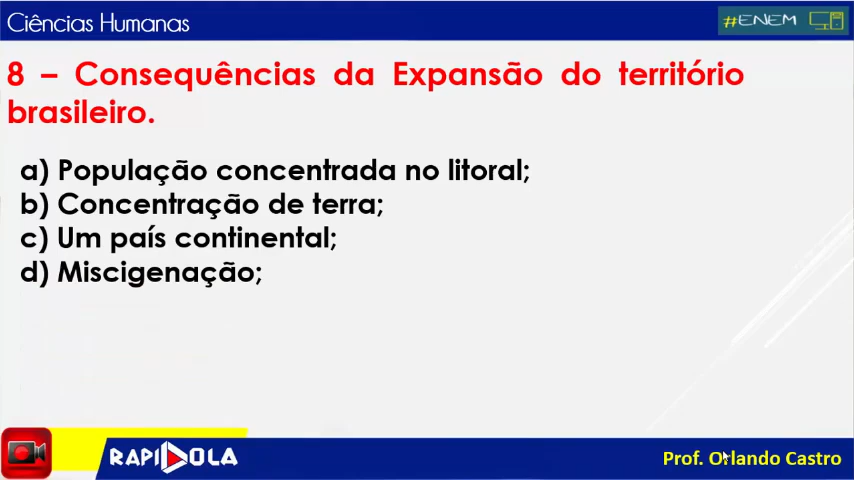 Ciências Humanas
#ENEM
8 – Consequências da Expansão do território
brasileiro.
a) População concentrada no litoral;
b) Concentração de terra;
c) Um país continental;
d) Miscigenação;
RAPIDOLA
Prof. Orlando Castro